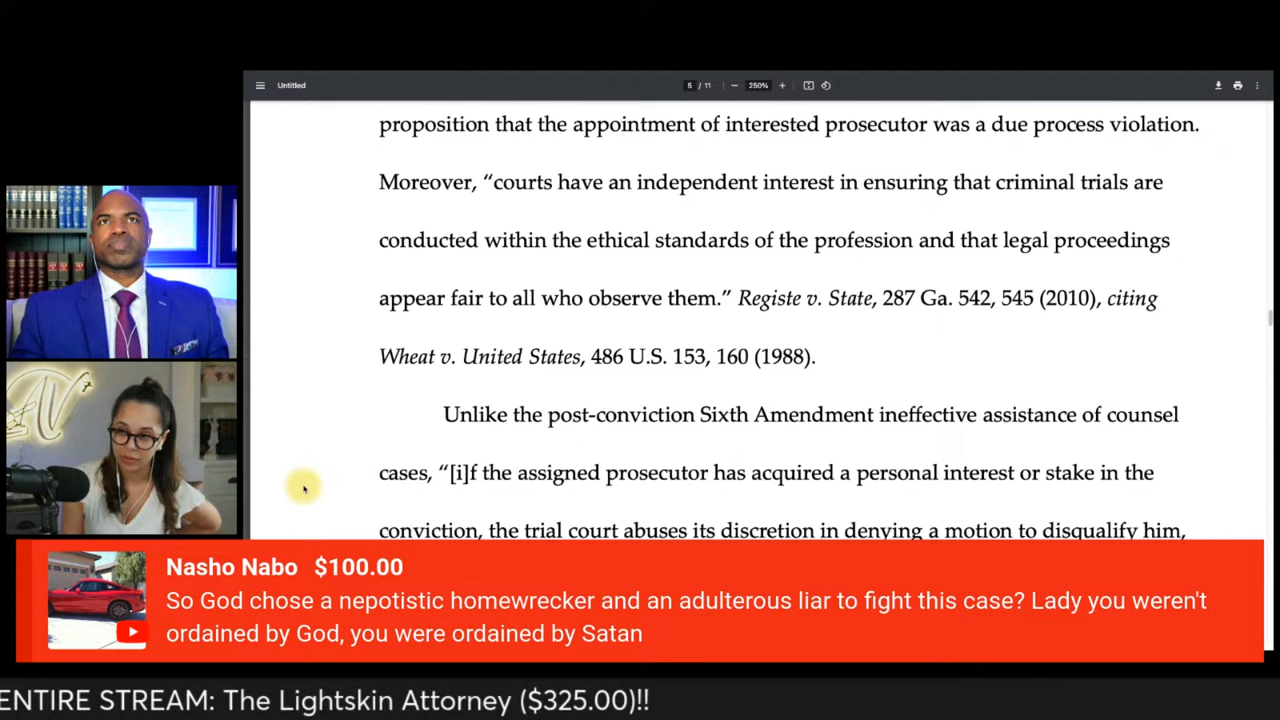 Untitled
5 / 11
250%
proposition that the appointment of interested prosecutor was a due process violation.
Moreover, “courts have an independent interest in ensuring that criminal trials are
conducted within the ethical standards of the profession and that legal proceedings
appear fair to all who observe them.” Registe v. State, 287 Ga. 542, 545 (2010), citing
Wheat v. United States, 486 U.S. 153, 160 (1988).
Unlike the post-conviction Sixth Amendment ineffective assistance of counsel
cases, “[i]f the assigned prosecutor has acquired a personal interest or stake in the
conviction, the trial court abuses its discretion in denying a motion to disqualify him,
Nasho Nabo $100.00
So God chose a nepotistic homewrecker and an adulterous liar to fight this case? Lady you weren't
ordained by God, you were ordained by Satan
ENTIRE STREAM: The Lightskin Attorney ($325.00)!!